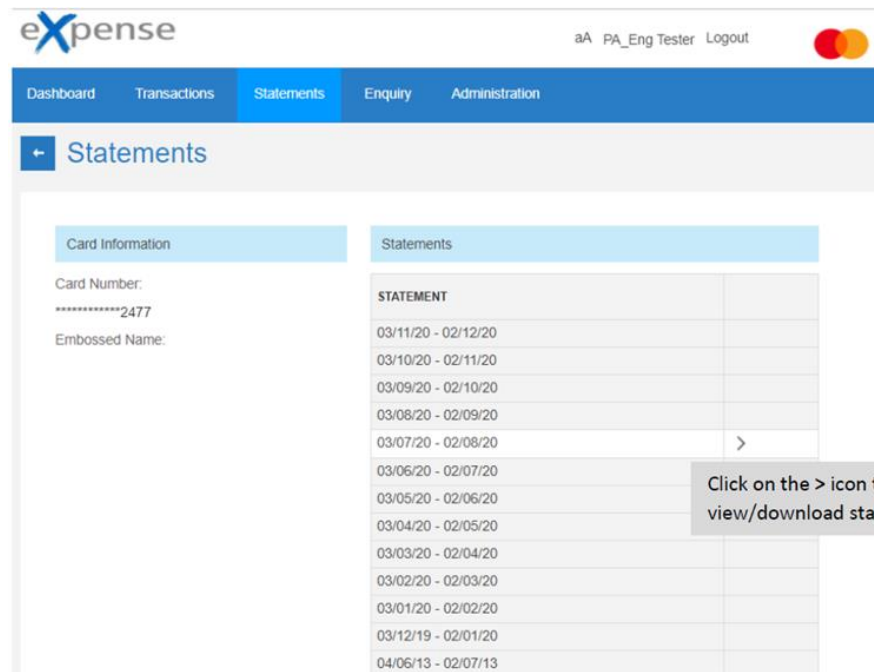 eXpense
aA PA_Eng Tester Logout
Dashboard Transactions Statements Enquiry Administration
← Statements
Card Information
Card Number:
************2477
Embossed Name:
Statements
STATEMENT
03/11/20 - 02/12/20
03/10/20 - 02/11/20
03/09/20 - 02/10/20
03/08/20 - 02/09/20
03/07/20 - 02/08/20 >
03/06/20 - 02/07/20
03/05/20 - 02/06/20
03/04/20 - 02/05/20
03/03/20 - 02/04/20
03/02/20 - 02/03/20
03/01/20 - 02/02/20
03/12/19 - 02/01/20
04/06/13 - 02/07/13
Click on the > icon
view/download